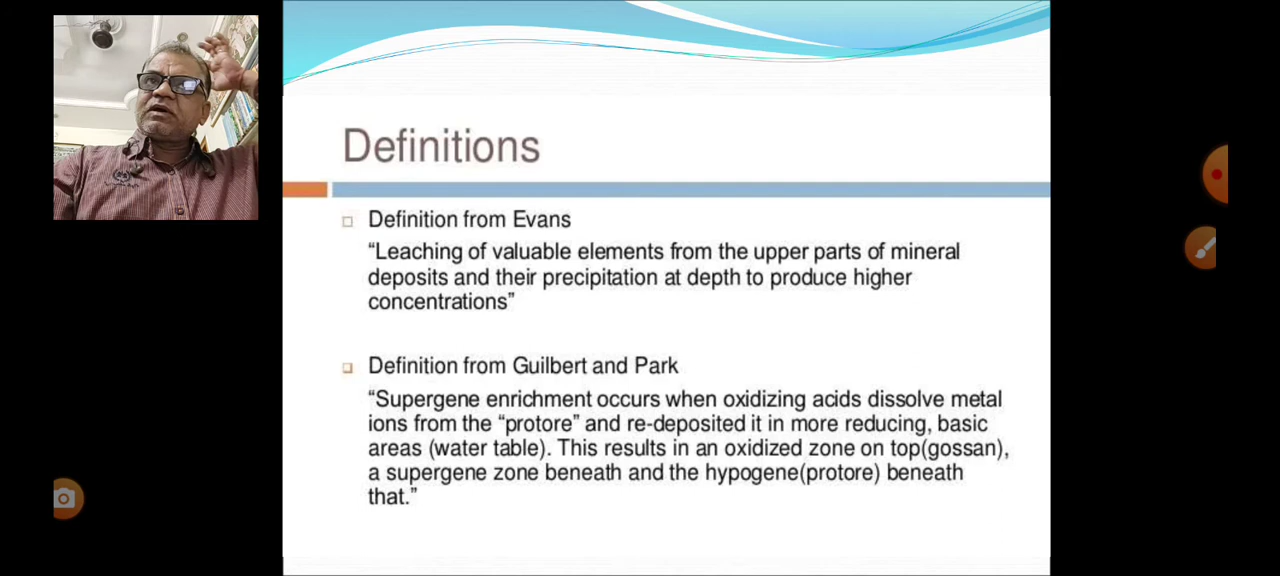 Definitions
Definition from Evans
“Leaching of valuable elements from the upper parts of mineral
deposits and their precipitation at depth to produce higher
concentrations”
Definition from Guilbert and Park
“Supergene enrichment occurs when oxidizing acids dissolve metal
ions from the “protore” and re-deposited it in more reducing, basic
areas (water table). This results in an oxidized zone on top(gossan),
a supergene zone beneath and the hypogene(protore) beneath
that.”